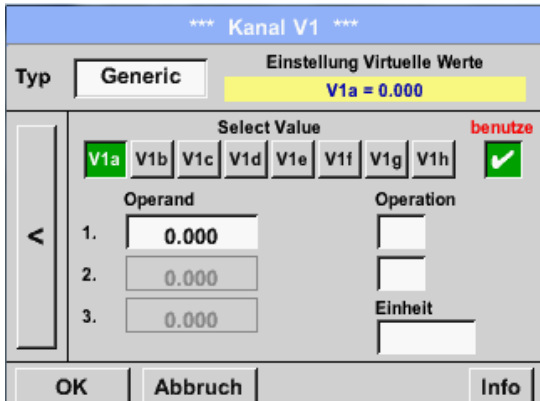 *** Kanal V1 ***
Typ Generic Einstellung Virtuelle Werte
V1a = 0.000
Select Value benutze
V1a V1b V1c V1d V1e V1f V1g V1h ✔
Operand Operation
< 1. 0.000
2. 0.000
3. 0.000 Einheit
OK Abbruch Info